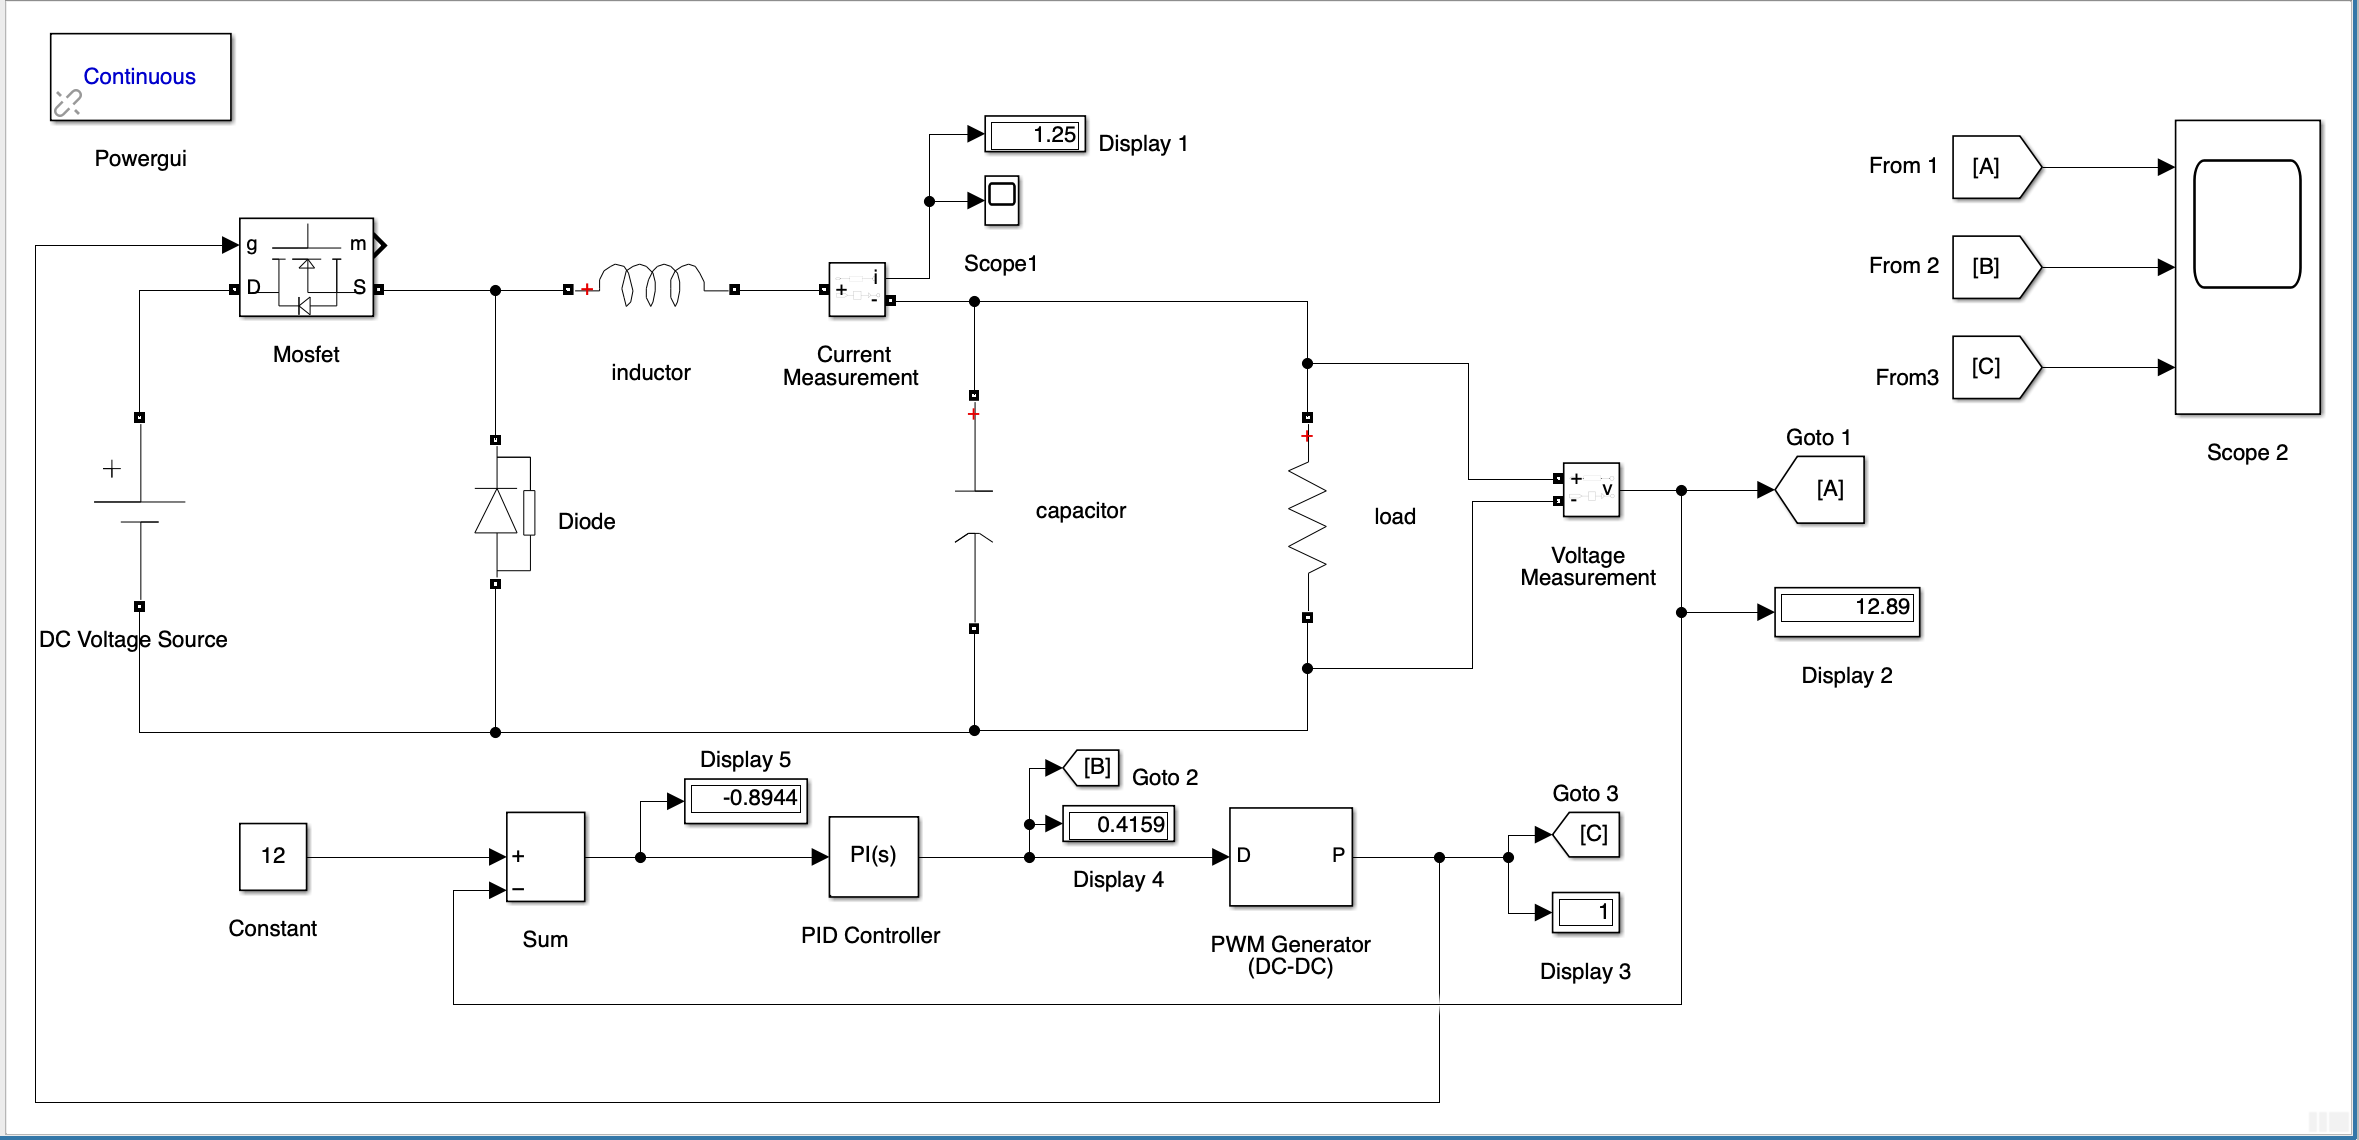 Continuous
Powergui
1.25
Display 1
Scope1
g
m
D
S
Mosfet
+
inductor
i
+
-
Current
Measurement
+
+
From 1
[A]
From 2
[B]
From3
[C]
Scope 2
+
DC Voltage Source
Diode
capacitor
load
+
-
v
Voltage
Measurement
Goto 1
[A]
12.89
Display 2
Display 5
-0.8944
[B]
Goto 2
0.4159
Display 4
12
Constant
+
−
Sum
PI(s)
PID Controller
D
P
PWM Generator
(DC-DC)
Goto 3
[C]
1
Display 3